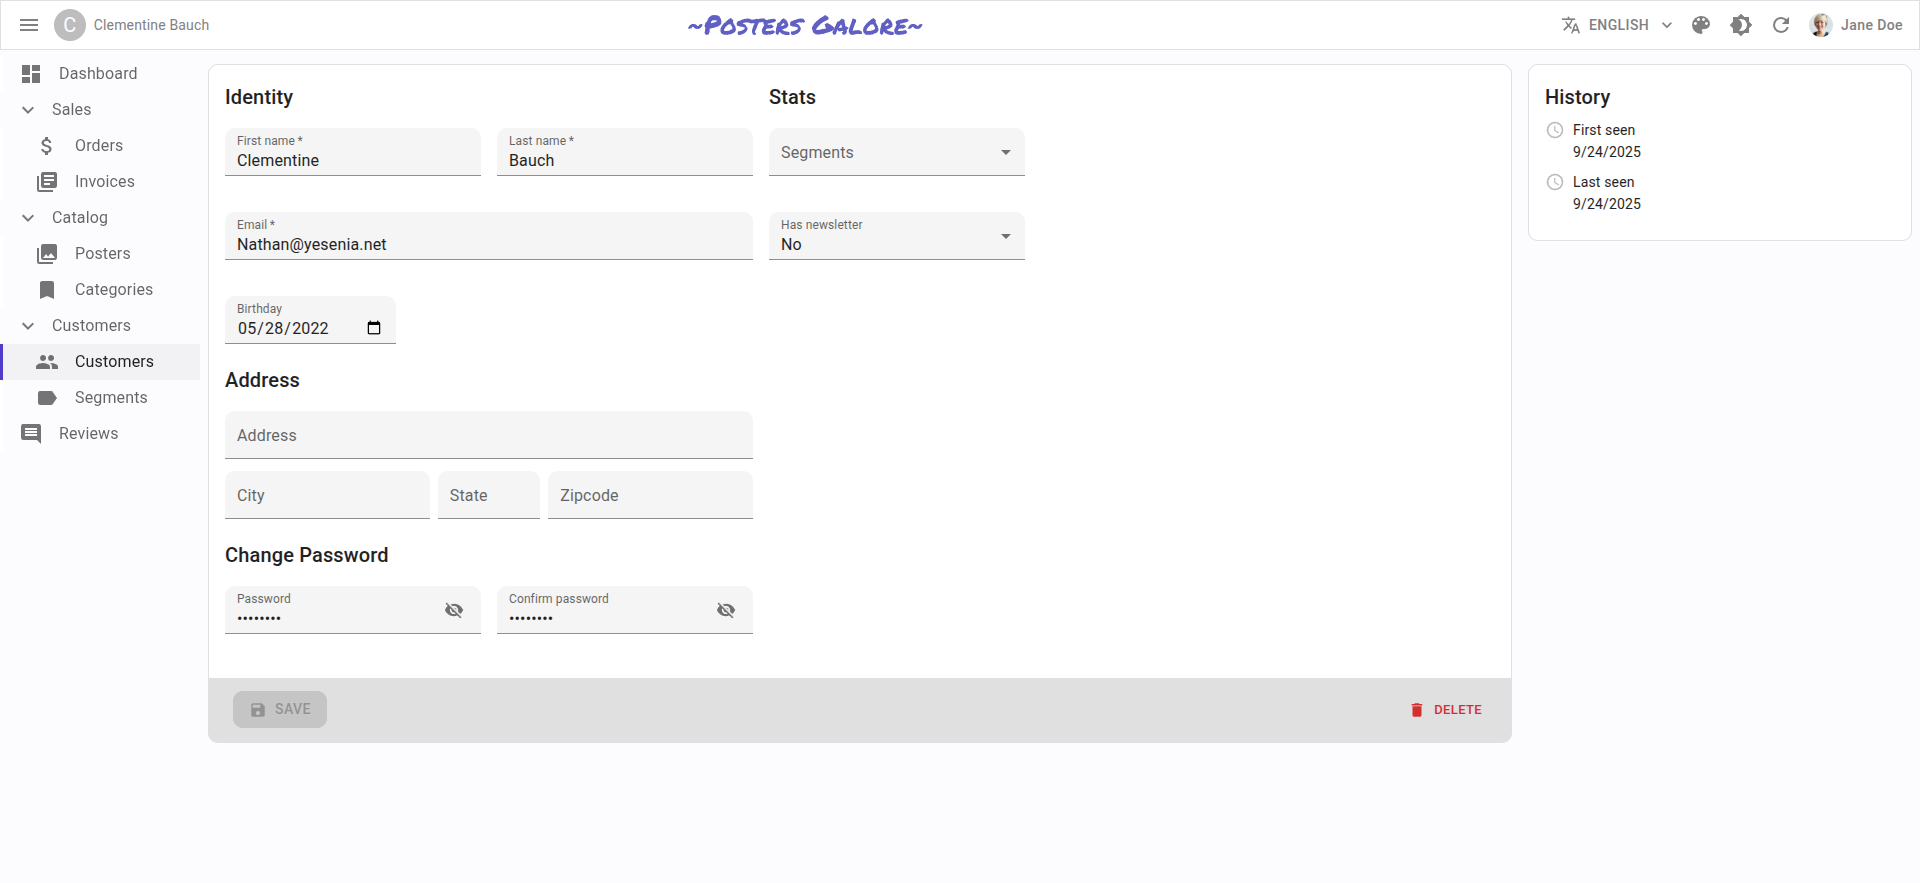 C Clementine Bauch
~Posters Galore~
ENGLISH
Jane Doe
Dashboard
Sales
Orders
Invoices
Catalog
Posters
Categories
Customers
Customers
Segments
Reviews
Identity
First name *
Clementine
Last name *
Bauch
Email *
Nathan@yesenia.net
Birthday
05/28/2022
Stats
Segments
Has newsletter
No
Address
Address
City
State
Zipcode
Change Password
Password
••••••••
Confirm password
••••••••
SAVE
DELETE
History
First seen
9/24/2025
Last seen
9/24/2025